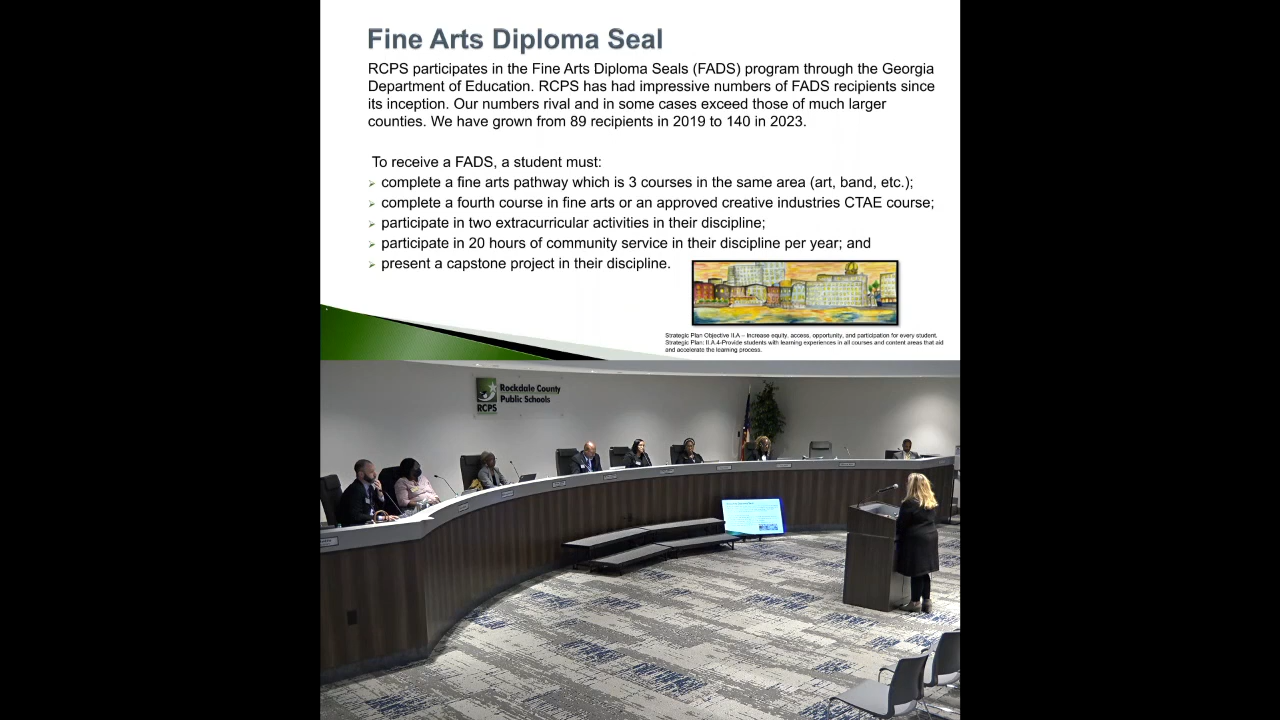 Fine Arts Diploma Seal
RCPS participates in the Fine Arts Diploma Seals (FADS) program through the Georgia
Department of Education. RCPS has had impressive numbers of FADS recipients since
its inception. Our numbers rival and in some cases exceed those of much larger
counties. We have grown from 89 recipients in 2019 to 140 in 2023.
To receive a FADS, a student must:
complete a fine arts pathway which is 3 courses in the same area (art, band, etc.);
complete a fourth course in fine arts or an approved creative industries CTAE course;
participate in two extracurricular activities in their discipline;
participate in 20 hours of community service in their discipline per year; and
present a capstone project in their discipline.
Strategic Plan Objective II.A – Increase equity, access, opportunity, and participation for every student.
Strategic Plan: II.A.4-Provide students with learning experiences in all courses and content areas that aid
and accelerate the learning process.
Rockdale County
Public Schools
RCPS